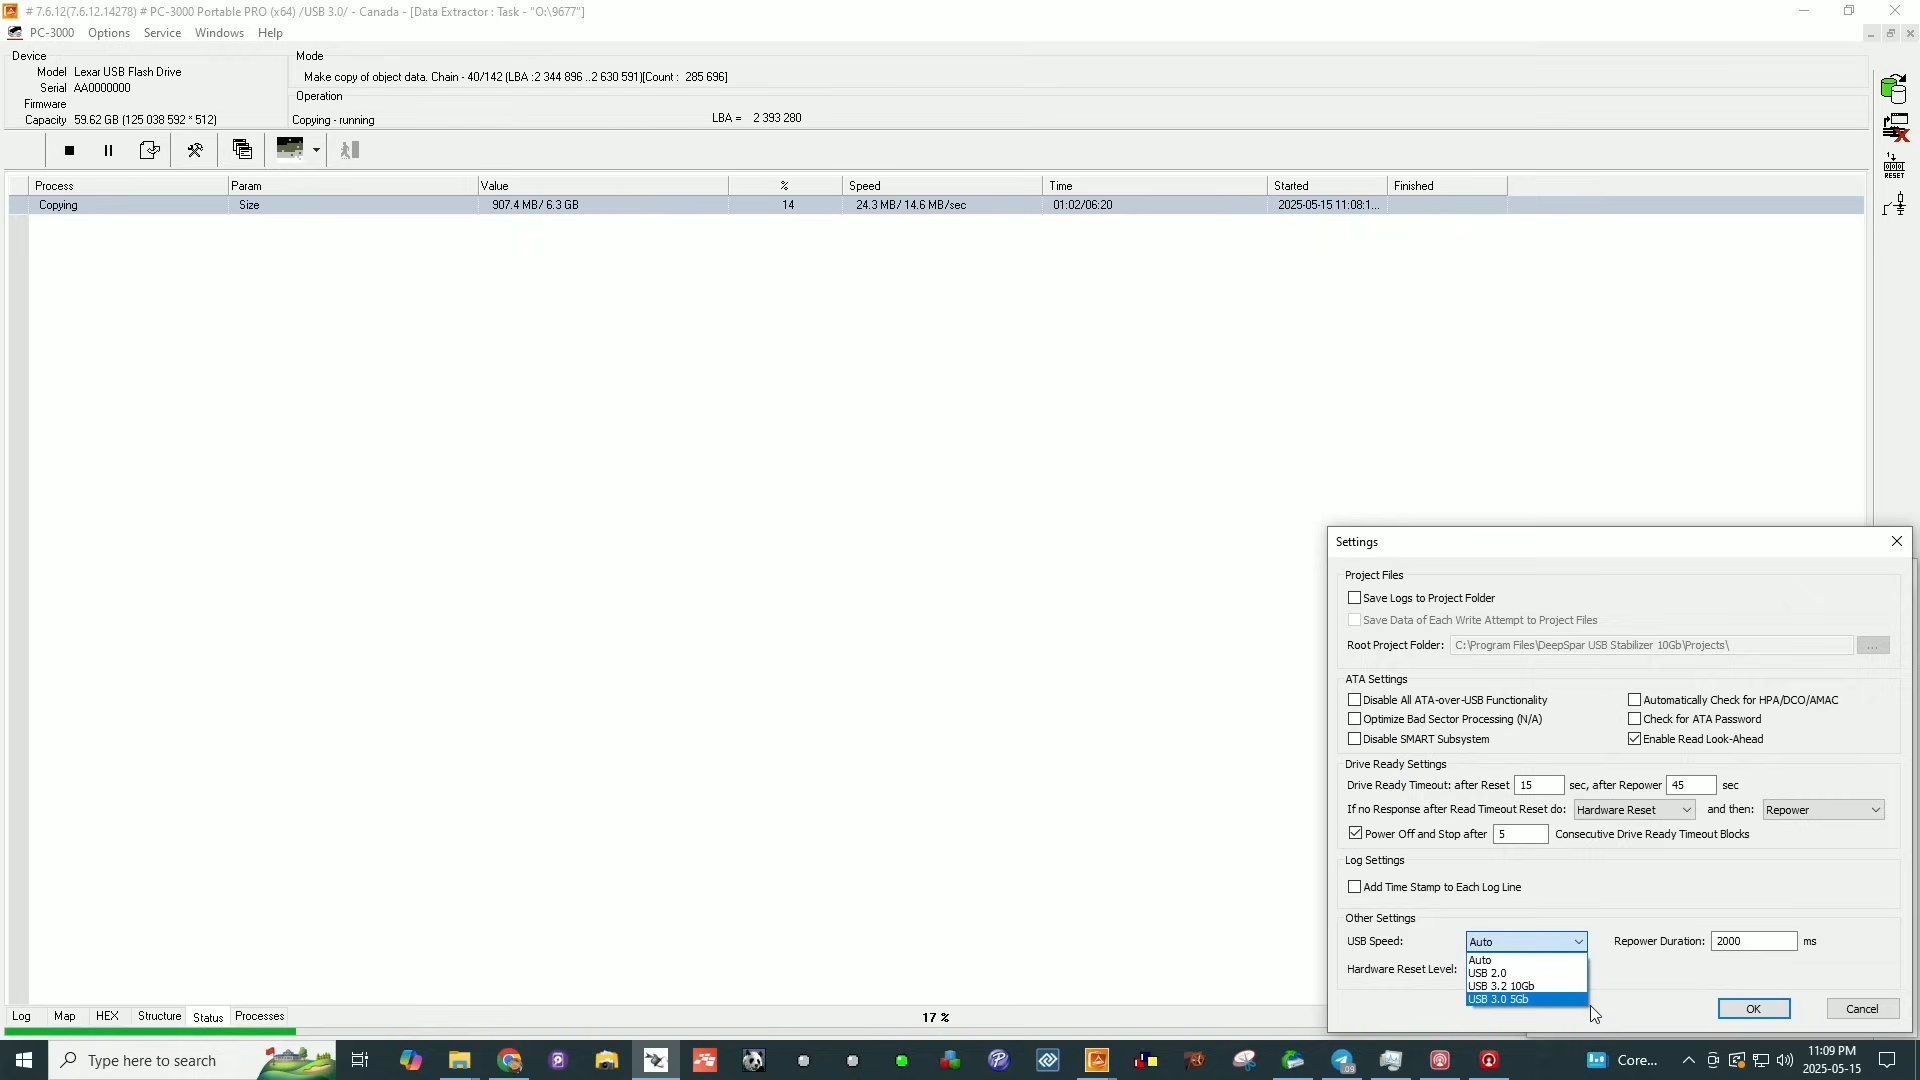 # 7.6.12(7.6.12.14278) # PC-3000 Portable PRO (x64) /USB 3.0/ - Canada - [Data Extractor : Task - "O:\9677"]
PC-3000 Options Service Windows Help
Device
Model Lexar USB Flash Drive
Serial AA0000000
Firmware
Capacity 59.62 GB (125 038 592 * 512)
Mode
Make copy of object data. Chain - 40/142 (LBA :2 344 896 ..2 630 591)[Count : 285 696]
Operation
Copying - running LBA = 2 393 280
RESET
Process Param Value % Speed Time Started Finished
Copying Size 907.4 MB/ 6.3 GB 14 24.3 MB/ 14.6 MB/sec 01:02/06:20 2025-05-15 11:08:1...
Settings
Project Files
Save Logs to Project Folder
Save Data of Each Write Attempt to Project Files
Root Project Folder: C:\Program Files\DeepSpar USB Stabilizer 10Gb\Projects\ ...
ATA Settings
Disable All ATA-over-USB Functionality Automatically Check for HPA/DCO/AMAC
Optimize Bad Sector Processing (N/A) Check for ATA Password
Disable SMART Subsystem Enable Read Look-Ahead
Drive Ready Settings
Drive Ready Timeout: after Reset 15 sec, after Repower 45 sec
If no Response after Read Timeout Reset do: Hardware Reset and then: Repower
Power Off and Stop after 5 Consecutive Drive Ready Timeout Blocks
Log Settings
Add Time Stamp to Each Log Line
Other Settings
USB Speed: Auto Repower Duration: 2000 ms
Auto
Hardware Reset Level:
USB 2.0
USB 3.2 10Gb
USB 3.0 5Gb
OK Cancel
Log Map HEX Structure Status Processes 17 %
Type here to search
.09
Core...
11:09 PM
2025-05-15